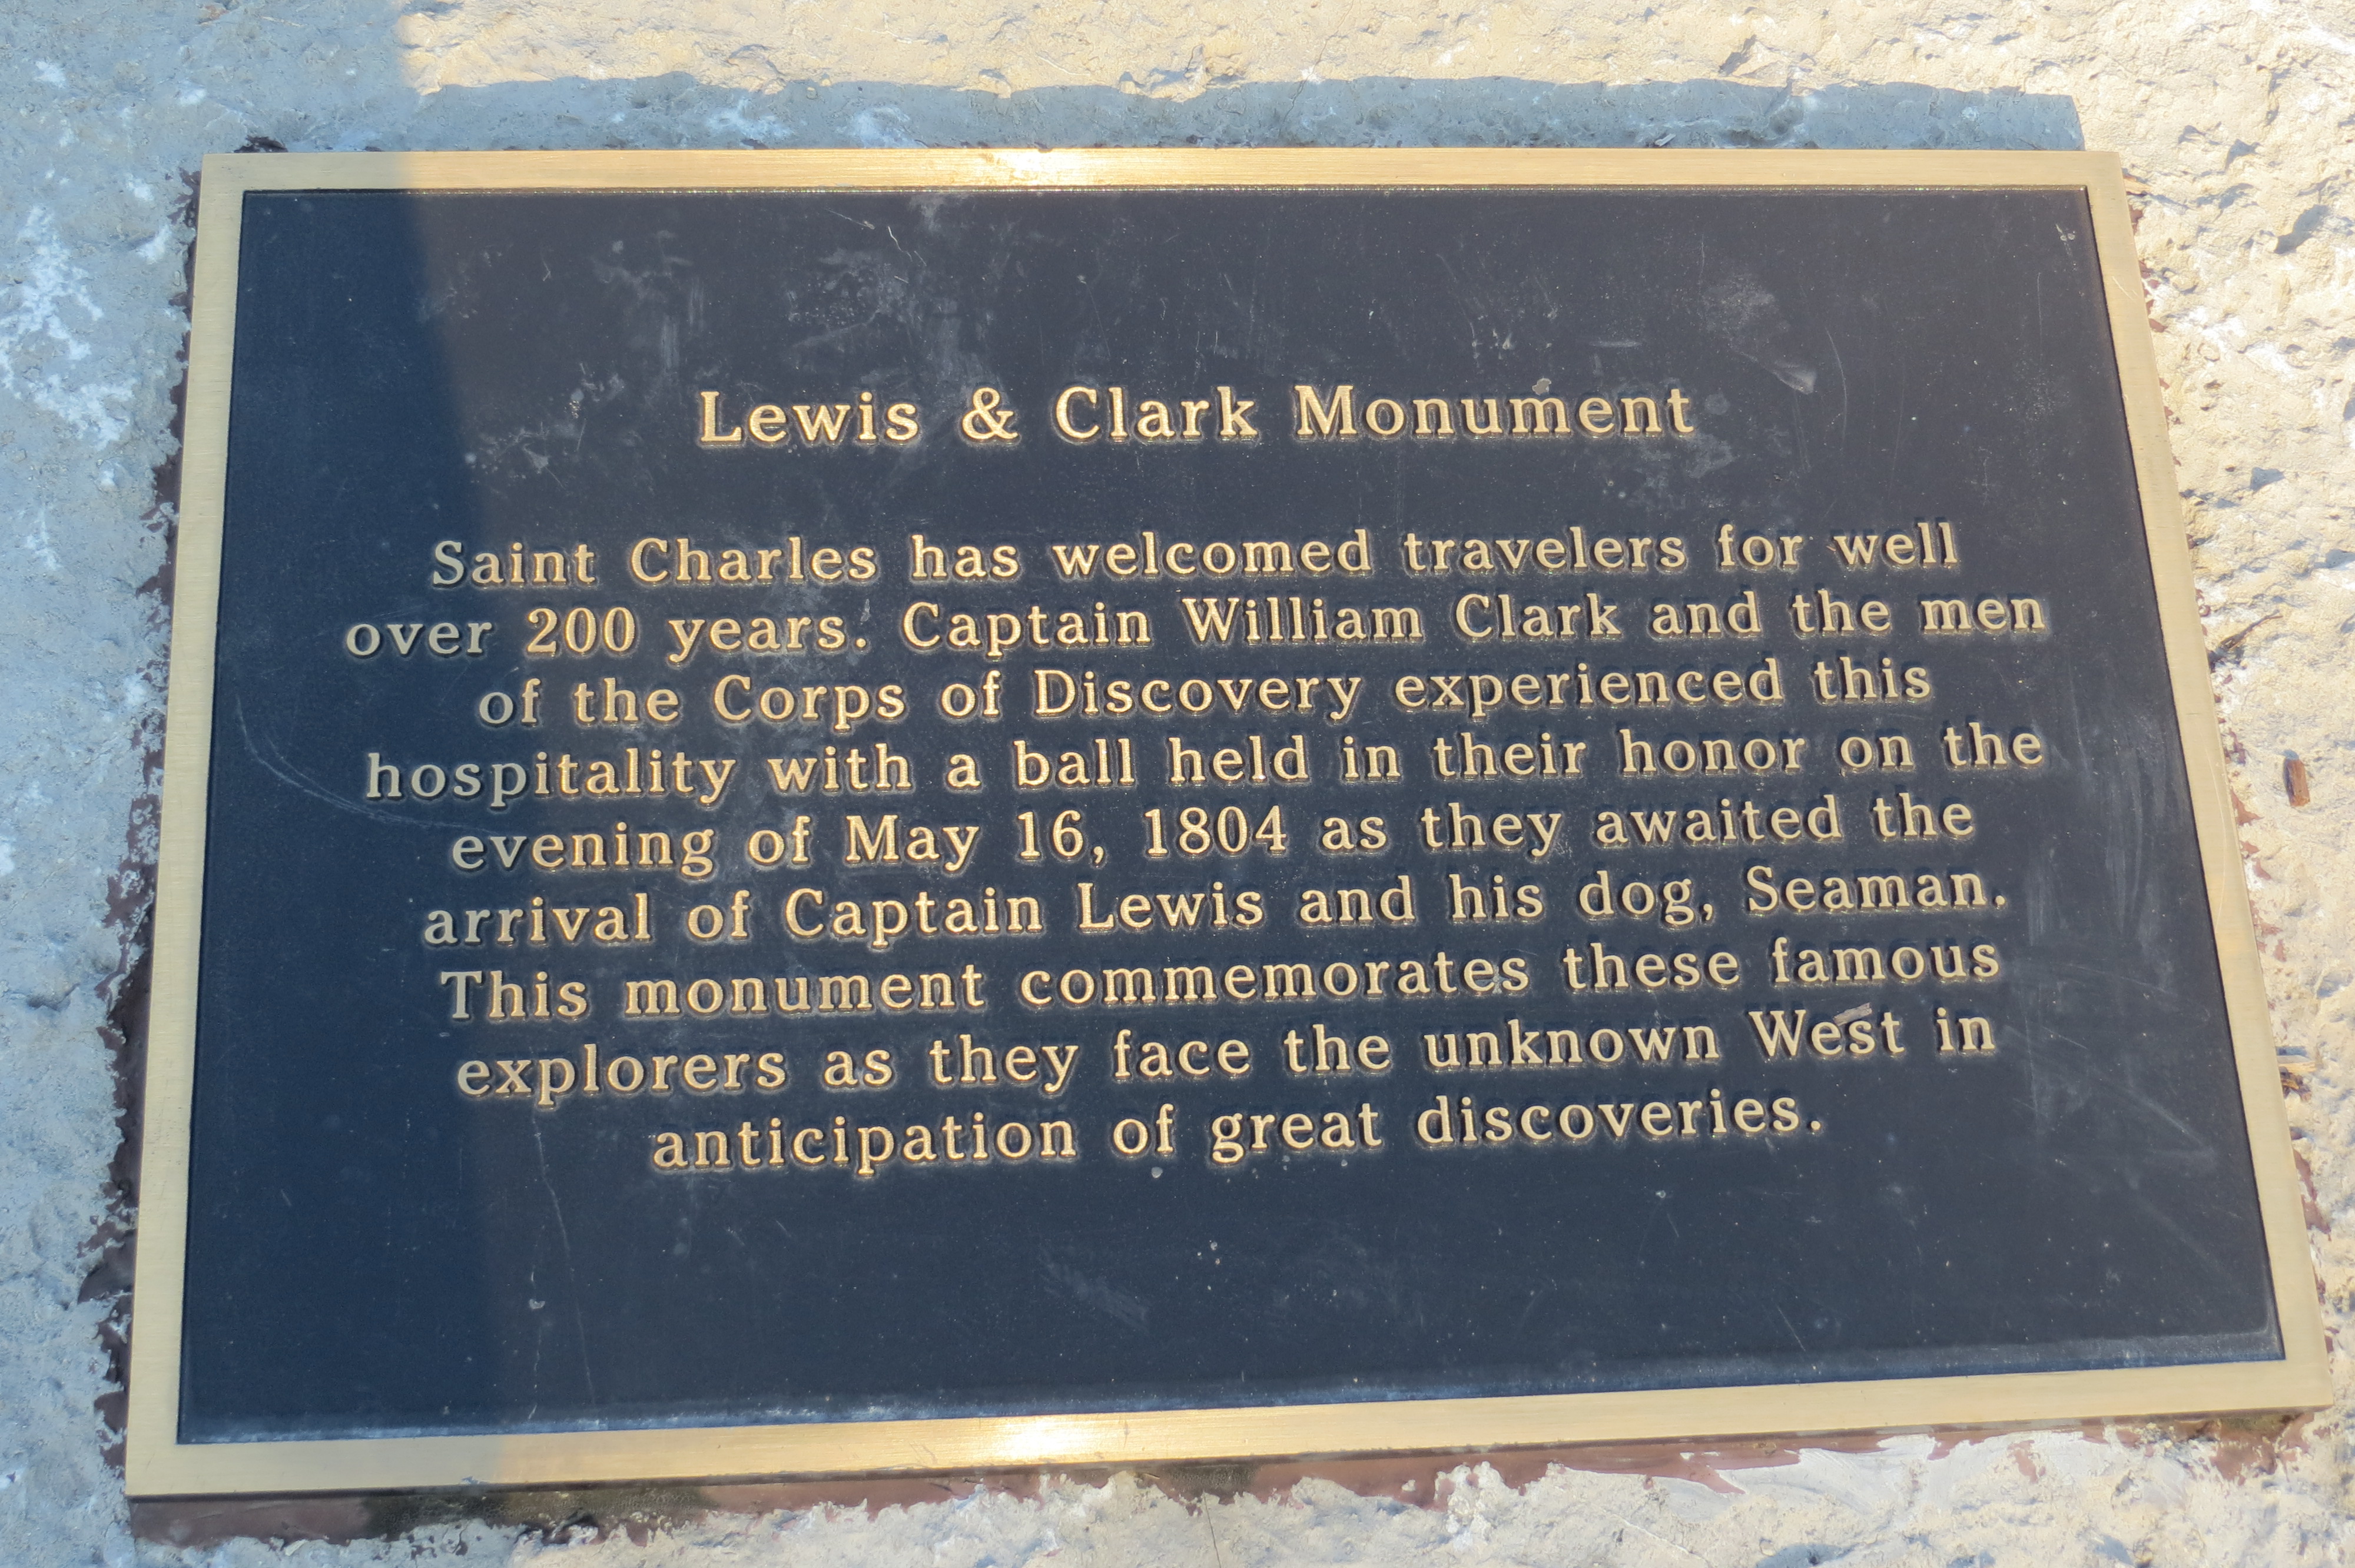 Lewis & Clark Monument
Saint Charles has welcomed travelers for well
over 200 years. Captain William Clark and the men
of the Corps of Discovery experienced this
hospitality with a ball held in their honor on the
evening of May 16, 1804 as they awaited the
arrival of Captain Lewis and his dog, Seaman.
This monument commemorates these famous
explorers as they face the unknown West in
anticipation of great discoveries.